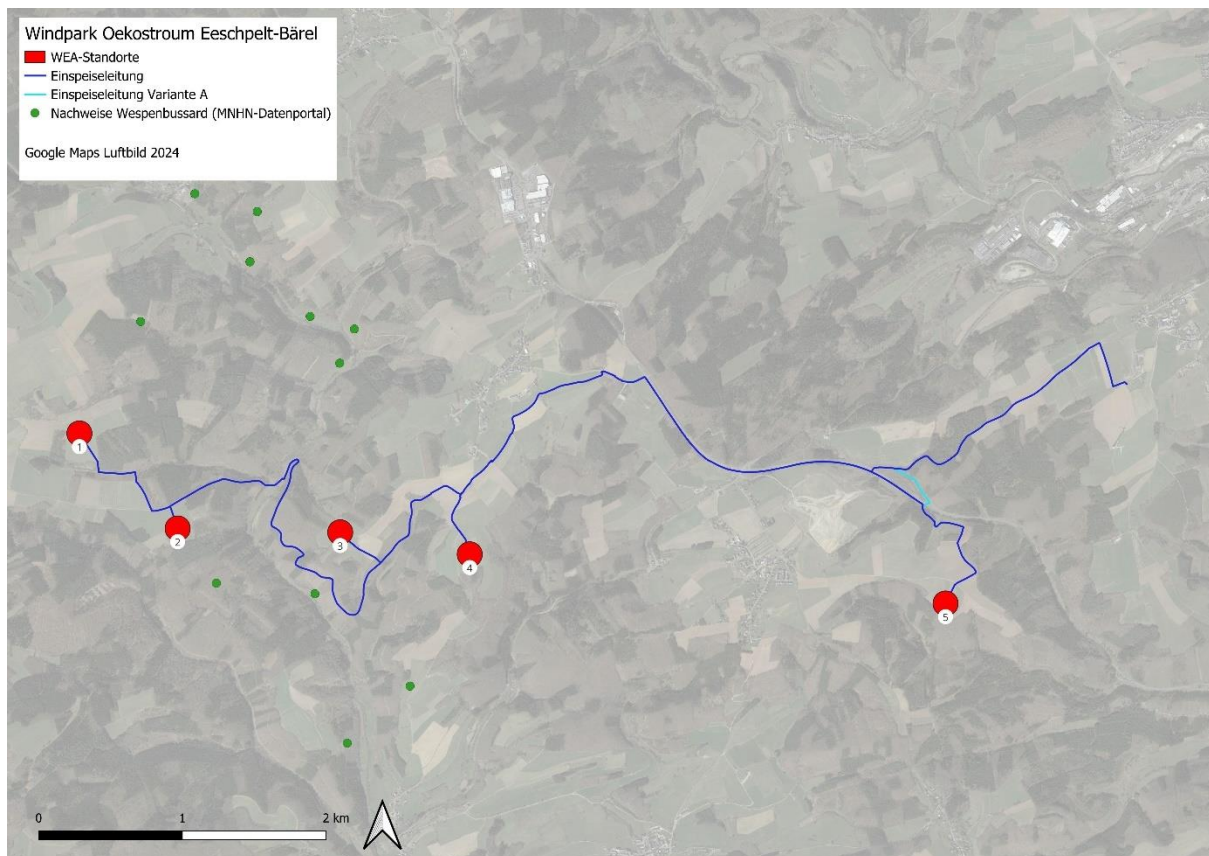 Windpark Oekostroum Eeschpelt-Bärel
WEA-Standorte
Einspeiseleitung
Einspeiseleitung Variante A
Nachweise Wespenbussard (MNHN-Datenportal)
Google Maps Luftbild 2024
1
2
3
4
5
0 1 2 km